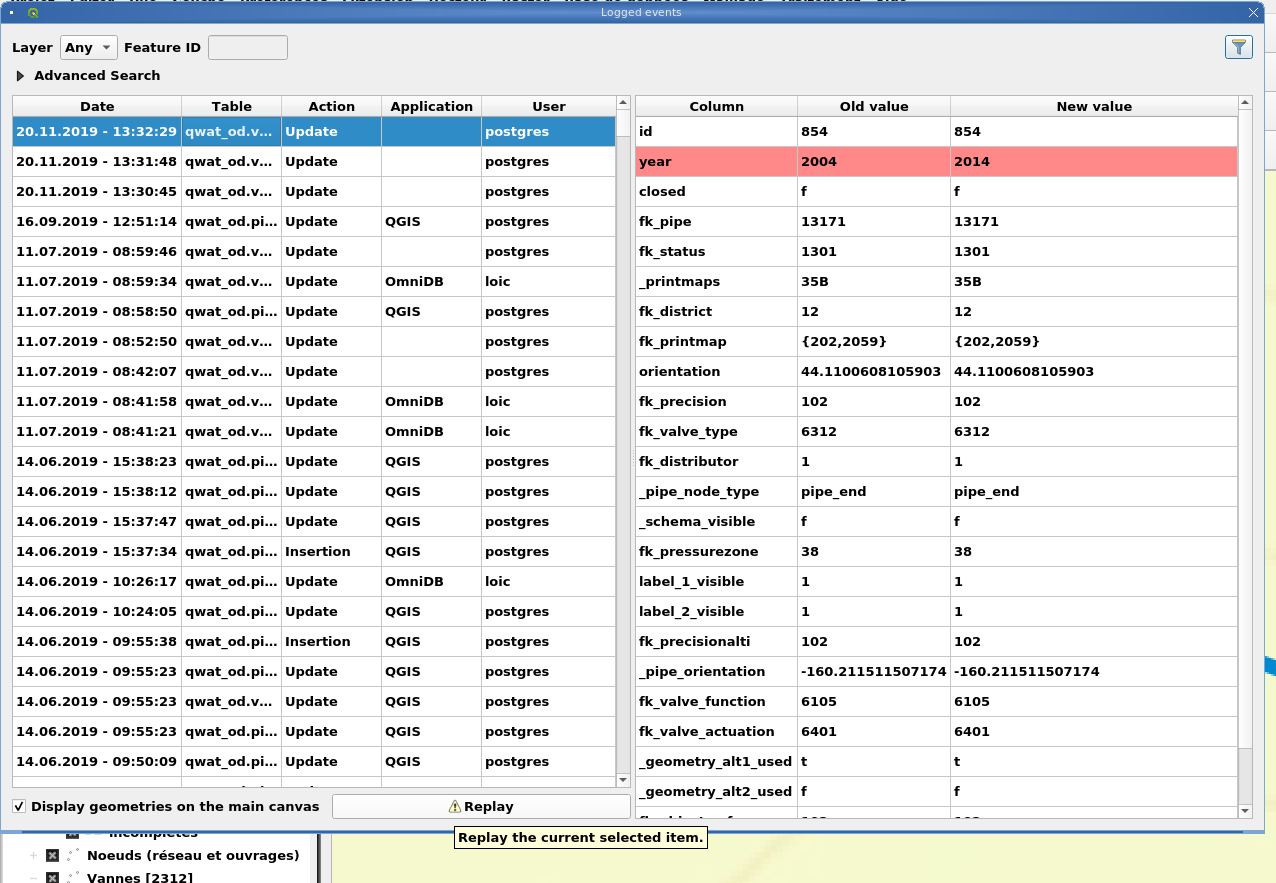 Logged events
Layer Any Feature ID
Advanced Search
Date Table Action Application User
20.11.2019 - 13:32:29 qwat_od.v... Update postgres
20.11.2019 - 13:31:48 qwat_od.v... Update postgres
20.11.2019 - 13:30:45 qwat_od.v... Update postgres
16.09.2019 - 12:51:14 qwat_od.pi... Update QGIS postgres
11.07.2019 - 08:59:46 qwat_od.v... Update postgres
11.07.2019 - 08:59:34 qwat_od.v... Update OmniDB loic
11.07.2019 - 08:58:50 qwat_od.pi... Update QGIS postgres
11.07.2019 - 08:52:50 qwat_od.v... Update postgres
11.07.2019 - 08:42:07 qwat_od.v... Update postgres
11.07.2019 - 08:41:58 qwat_od.v... Update OmniDB loic
11.07.2019 - 08:41:21 qwat_od.v... Update OmniDB loic
14.06.2019 - 15:38:23 qwat_od.pi... Update QGIS postgres
14.06.2019 - 15:38:12 qwat_od.pi... Update QGIS postgres
14.06.2019 - 15:37:47 qwat_od.pi... Update QGIS postgres
14.06.2019 - 15:37:34 qwat_od.pi... Insertion QGIS postgres
14.06.2019 - 10:26:17 qwat_od.pi... Update OmniDB loic
14.06.2019 - 10:24:05 qwat_od.pi... Update QGIS postgres
14.06.2019 - 09:55:38 qwat_od.pi... Insertion QGIS postgres
14.06.2019 - 09:55:23 qwat_od.pi... Update QGIS postgres
14.06.2019 - 09:55:23 qwat_od.v... Update QGIS postgres
14.06.2019 - 09:55:23 qwat_od.pi... Update QGIS postgres
14.06.2019 - 09:50:09 qwat_od.pi... Update QGIS postgres
Column Old value New value
id 854 854
year 2004 2014
closed f f
fk_pipe 13171 13171
fk_status 1301 1301
_printmaps 35B 35B
fk_district 12 12
fk_printmap {202,2059} {202,2059}
orientation 44.1100608105903 44.1100608105903
fk_precision 102 102
fk_valve_type 6312 6312
fk_distributor 1 1
_pipe_node_type pipe_end pipe_end
_schema_visible f f
fk_pressurezone 38 38
label_1_visible 1 1
label_2_visible 1 1
fk_precisionalti 102 102
_pipe_orientation -160.211511507174 -160.211511507174
fk_valve_function 6105 6105
fk_valve_actuation 6401 6401
_geometry_alt1_used t t
_geometry_alt2_used f f
Display geometries on the main canvas Replay
Replay the current selected item.
Noeuds (réseau et ouvrages)
Vannes [2312]